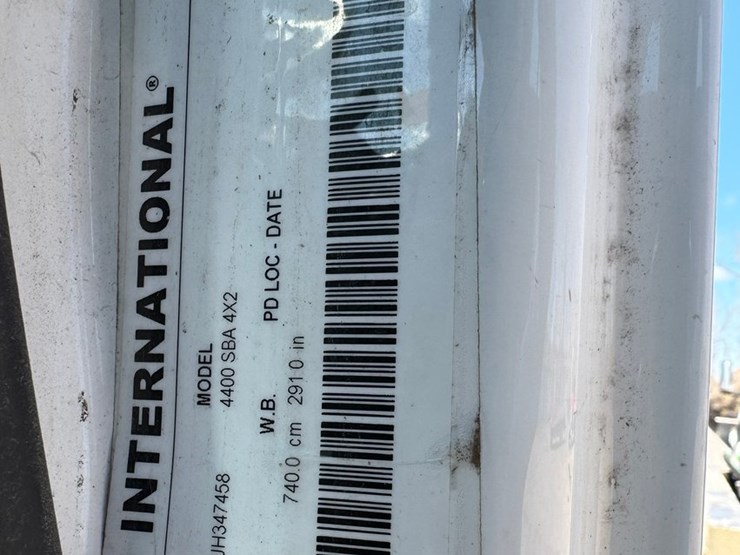 INTERNATIONAL®
MODEL
JH347458 4400 SBA 4X2
W.B. PD LOC - DATE
740.0 cm 291.0 in